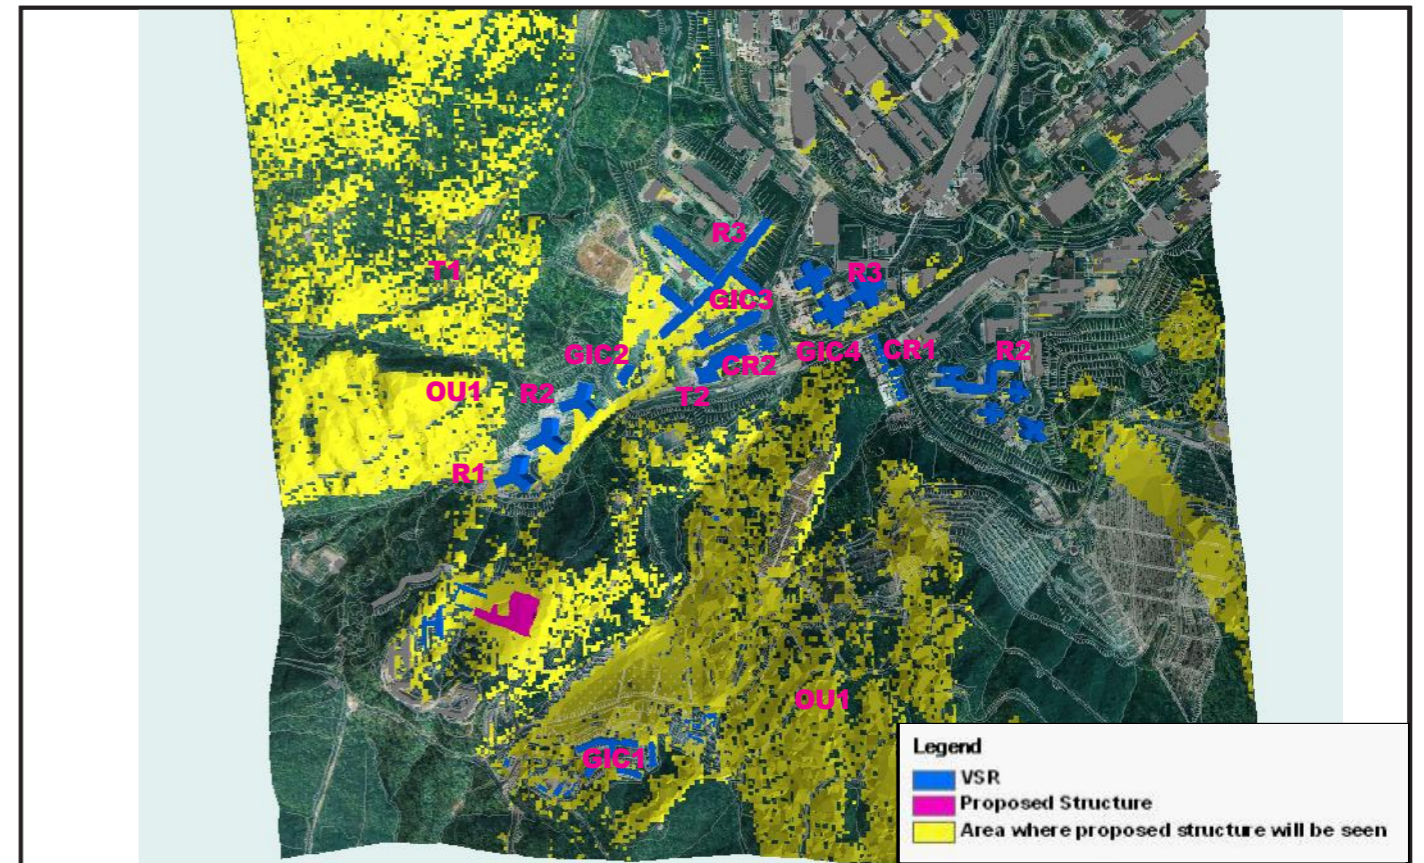 R3
T1
R3
GIC3
GIC2
GIC4
CR1
R2
CR2
OU1
R2
T2
R1
OU1
GIC1
Legend
VSR
Proposed Structure
Area where proposed structure will be seen